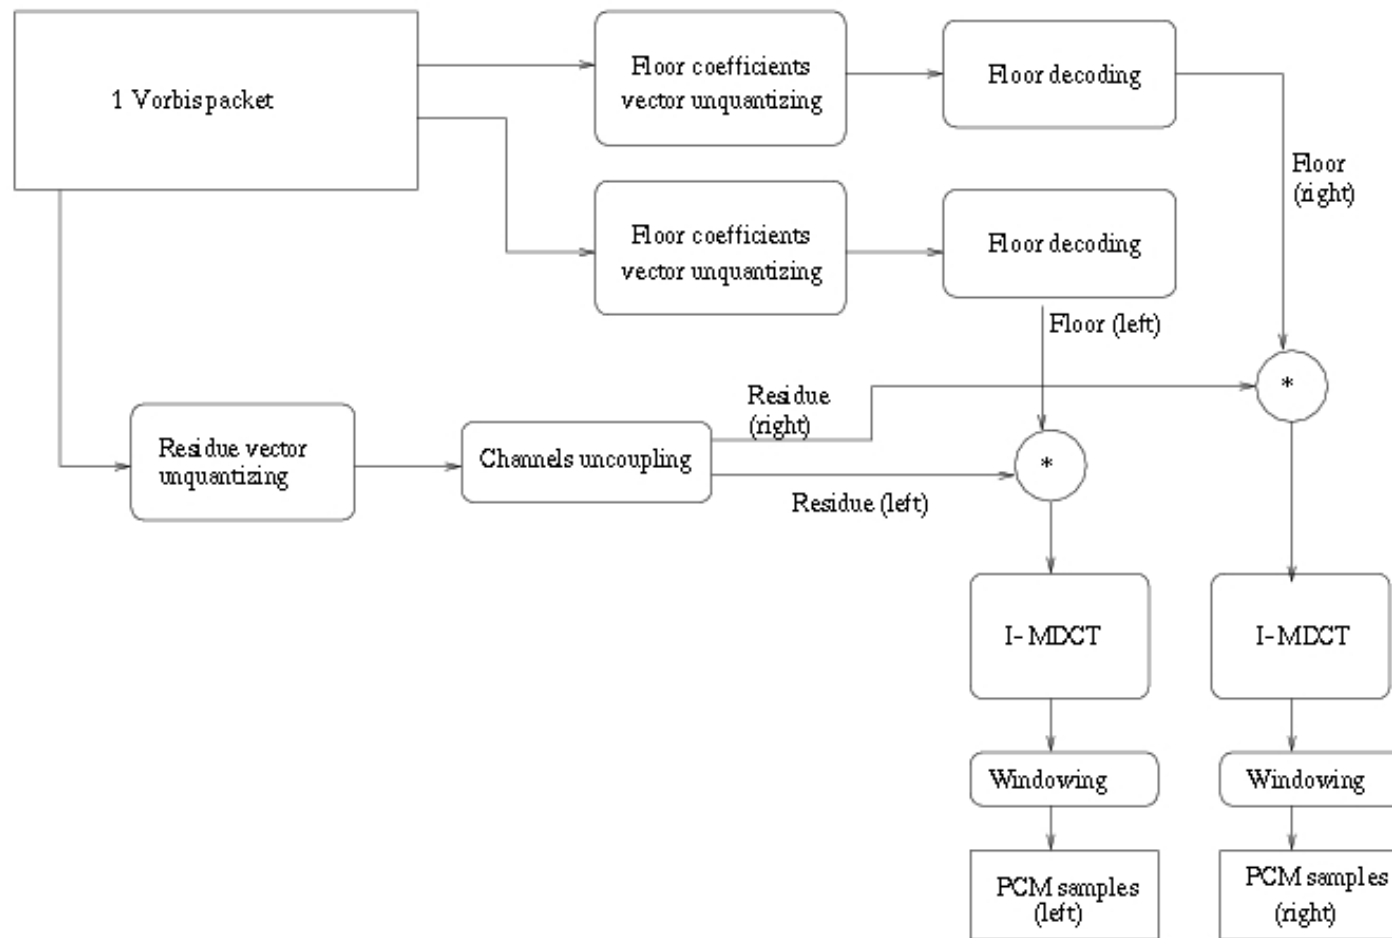 1 Vorbis packet
Floor coefficients
vector unquantizing
Floor decoding
Floor
(right)
Floor coefficients
vector unquantizing
Floor decoding
Floor (left)
*
Residue
(right)
Residue vector
unquantizing
Channels uncoupling
*
Residue (left)
I- MDCT
I- MDCT
Windowing
Windowing
PCM samples
(left)
PCM samples
(right)